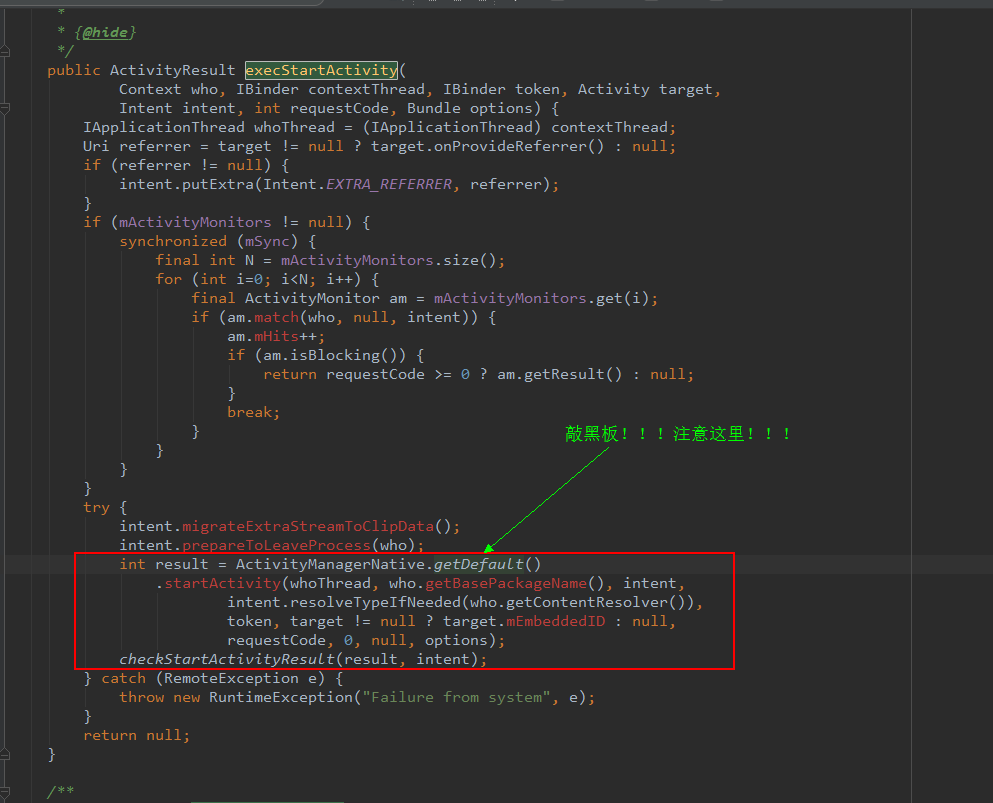 *
* {@hide}
*/
public ActivityResult execStartActivity(
Context who, IBinder contextThread, IBinder token, Activity target,
Intent intent, int requestCode, Bundle options) {
IApplicationThread whoThread = (IApplicationThread) contextThread;
Uri referrer = target != null ? target.onProvideReferrer() : null;
if (referrer != null) {
intent.putExtra(Intent.EXTRA_REFERRER, referrer);
}
if (mActivityMonitors != null) {
synchronized (mSync) {
final int N = mActivityMonitors.size();
for (int i=0; i<N; i++) {
final ActivityMonitor am = mActivityMonitors.get(i);
if (am.match(who, null, intent)) {
am.mHits++;
if (am.isBlocking()) {
return requestCode >= 0 ? am.getResult() : null;
}
break;
}
敲黑板！！！注意这里！！！
}
}
}
try {
intent.migrateExtraStreamToClipData();
intent.prepareToLeaveProcess(who);
int result = ActivityManagerNative.getDefault()
.startActivity(whoThread, who.getBasePackageName(), intent,
intent.resolveTypeIfNeeded(who.getContentResolver()),
token, target != null ? target.mEmbeddedID : null,
requestCode, 0, null, options);
checkStartActivityResult(result, intent);
} catch (RemoteException e) {
throw new RuntimeException("Failure from system", e);
}
return null;
}
/**